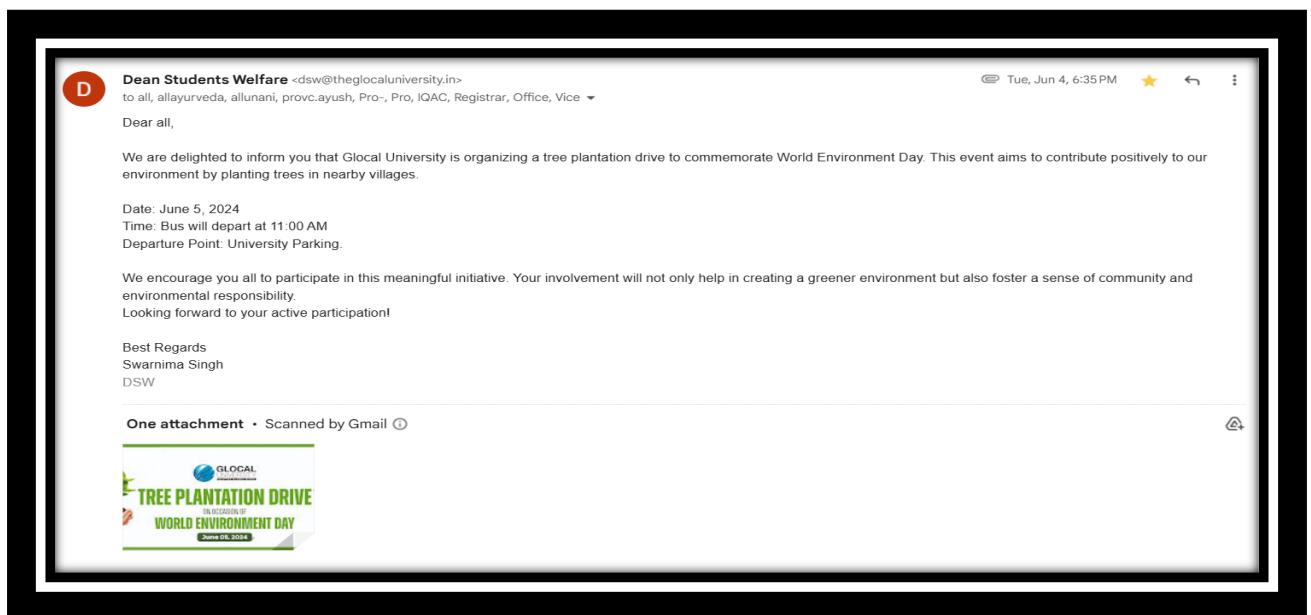 D
Dean Students Welfare <dsw@theglocaluniversity.in>
Tue, Jun 4, 6:35 PM
to all, allayurveda, allunani, provc.ayush, Pro-, Pro, IQAC, Registrar, Office, Vice
Dear all,
We are delighted to inform you that Glocal University is organizing a tree plantation drive to commemorate World Environment Day. This event aims to contribute positively to our
environment by planting trees in nearby villages.
Date: June 5, 2024
Time: Bus will depart at 11:00 AM
Departure Point: University Parking.
We encourage you all to participate in this meaningful initiative. Your involvement will not only help in creating a greener environment but also foster a sense of community and
environmental responsibility.
Looking forward to your active participation!
Best Regards
Swarnima Singh
DSW
One attachment • Scanned by Gmail
GLOCAL
UNIVERSITY
TREE PLANTATION DRIVE
ON OCCASION OF
WORLD ENVIRONMENT DAY
June 05, 2024